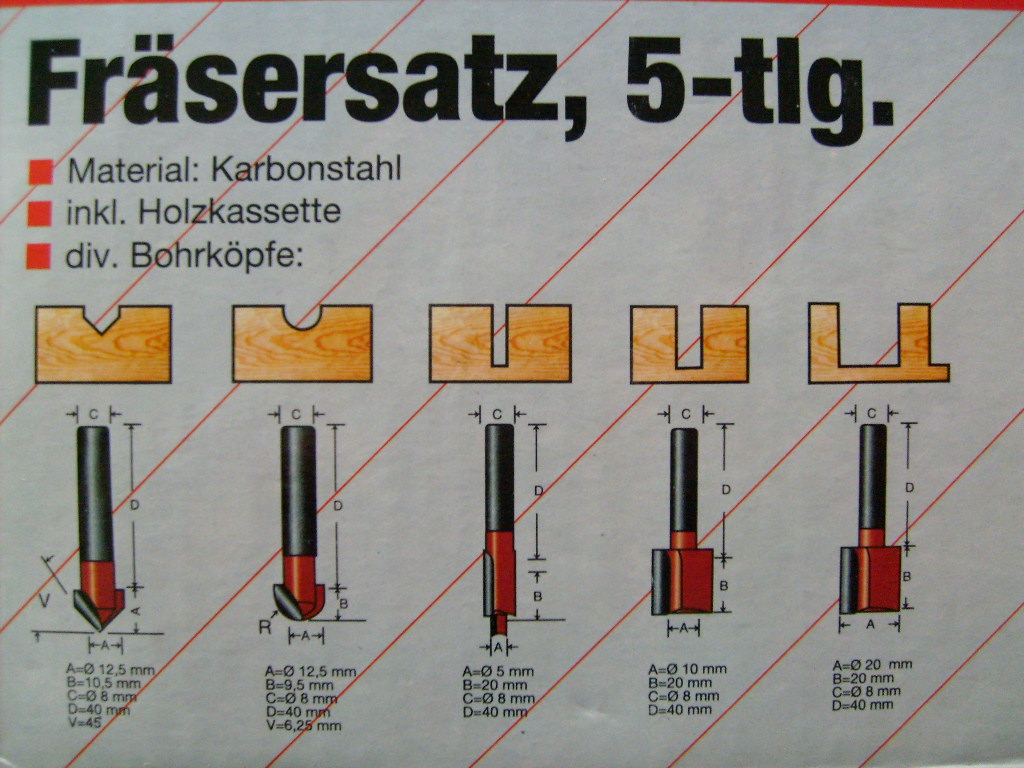 Fräsersatz, 5-tlg.
Material: Karbonstahl
inkl. Holzkassette
div. Bohrköpfe:
C
D
V
A
A
A=Ø 12,5 mm
B=10,5 mm
C=Ø 8 mm
D=40 mm
V=45
C
D
B
R
A
A=Ø 12,5 mm
B=9,5 mm
C=Ø 8 mm
D=40 mm
V=6,25 mm
C
D
B
A
A=Ø 5 mm
B=20 mm
C=Ø 8 mm
D=40 mm
C
D
B
A
A=Ø 10 mm
B=20 mm
C=Ø 8 mm
D=40 mm
C
D
B
A
A=Ø 20 mm
B=20 mm
C=Ø 8 mm
D=40 mm